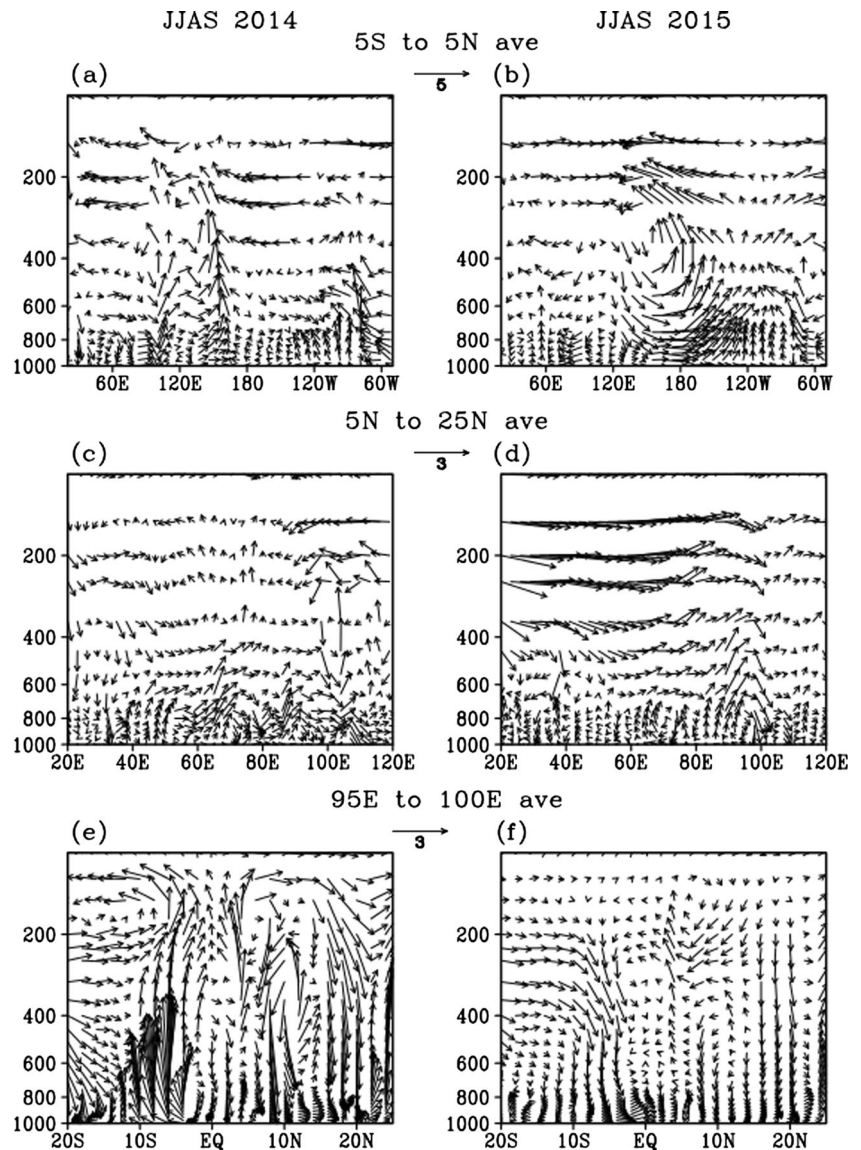 JJAS 2014 JJAS 2015
5S to 5N ave
(a) 5 (b)
200 200
400 400
600 600
800 800
1000 1000
60E 120E 180 120W 60W 60E 120E 180 120W 60W
5N to 25N ave
(c) 3 (d)
200 200
400 400
600 600
800 800
1000 1000
20E 40E 60E 80E 100E 120E 20E 40E 60E 80E 100E 120E
95E to 100E ave
(e) 3 (f)
200 200
400 400
600 600
800 800
1000 1000
20S 10S EQ 10N 20N 20S 10S EQ 10N 20N